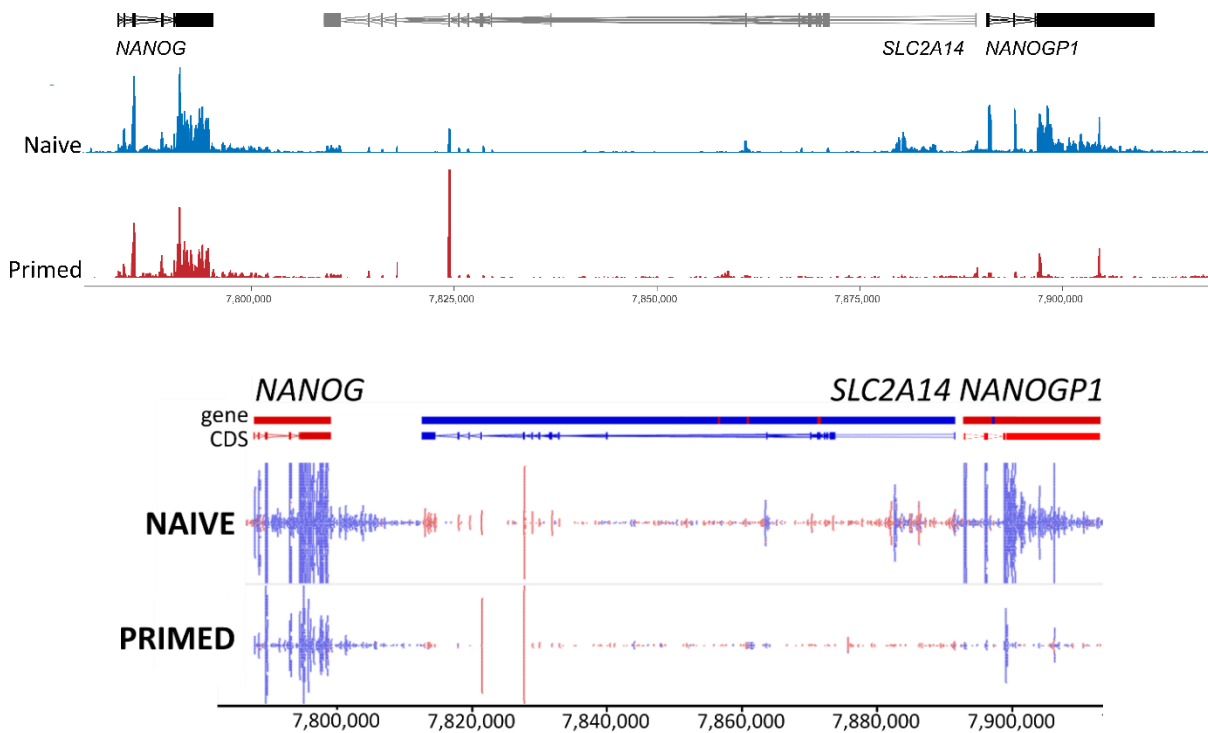 NANOG SLC2A14 NANOGP1
Naive
Primed
7,800,000 7,825,000 7,850,000 7,875,000 7,900,000
NANOG SLC2A14 NANOGP1
gene
CDS
NAIVE
PRIMED
7,800,000 7,820,000 7,840,000 7,860,000 7,880,000 7,900,000